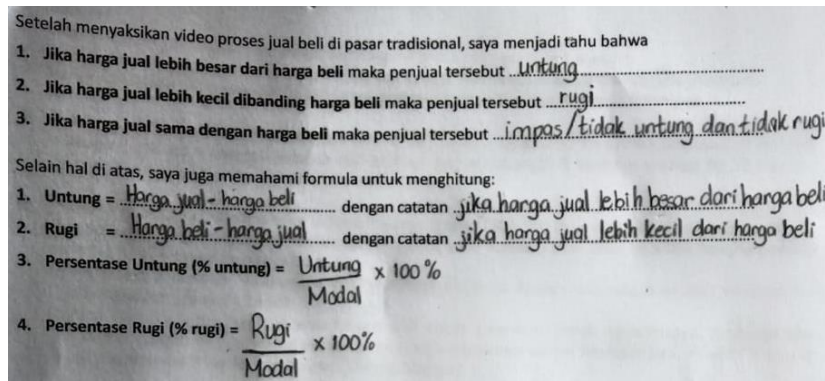 Setelah menyaksikan video proses jual beli di pasar tradisional, saya menjadi tahu bahwa
1. Jika harga jual lebih besar dari harga beli maka penjual tersebut ...untung...
2. Jika harga jual lebih kecil dibanding harga beli maka penjual tersebut ...rugi...
3. Jika harga jual sama dengan harga beli maka penjual tersebut ...impas/tidak untung dan tidak rugi
Selain hal di atas, saya juga memahami formula untuk menghitung:
1. Untung = Harga jual - harga beli dengan catatan jika harga jual lebih besar dari harga beli
2. Rugi = Harga beli - harga jual dengan catatan jika harga jual lebih kecil dari harga beli
3. Persentase Untung (% untung) = Untung x 100 %
Modal
4. Persentase Rugi (% rugi) = Rugi x 100%
Modal